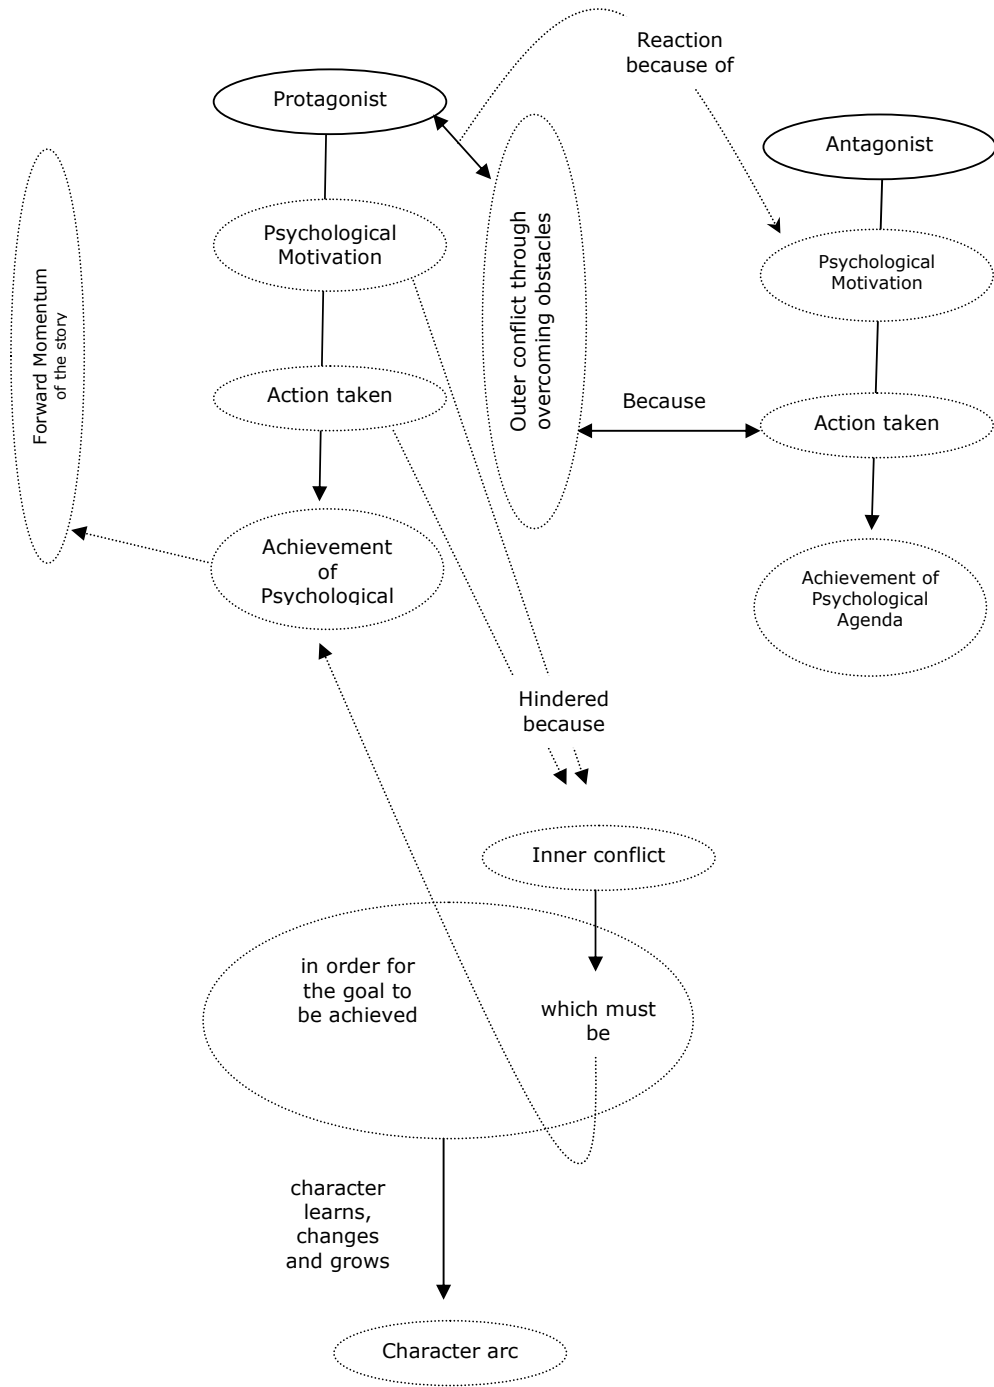 Reaction
because of
Protagonist
Antagonist
Psychological
Motivation
Psychological
Motivation
Outer conflict through
overcoming obstacles
Forward Momentum
of the story
Action taken
Because
Action taken
Achievement
of
Psychological
Achievement of
Psychological
Agenda
Hindered
because
Inner conflict
in order for
the goal to
be achieved
which must
be
character
learns,
changes
and grows
Character arc